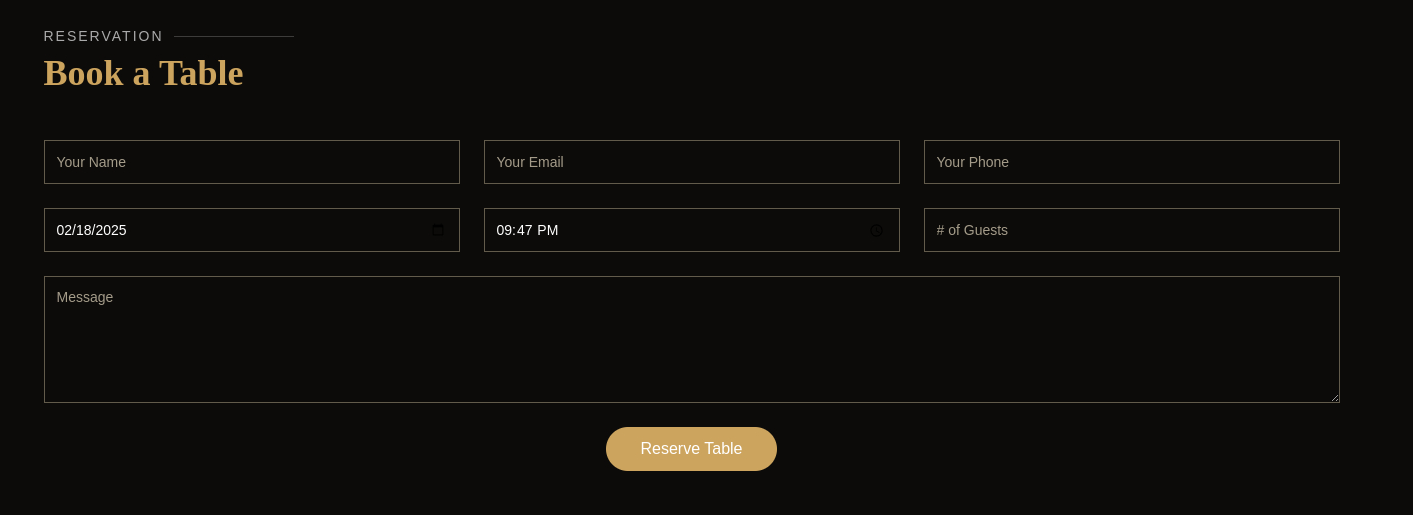 RESERVATION
Book a Table
Your Name
Your Email
Your Phone
02/18/2025
09:47 PM
# of Guests
Message
Reserve Table